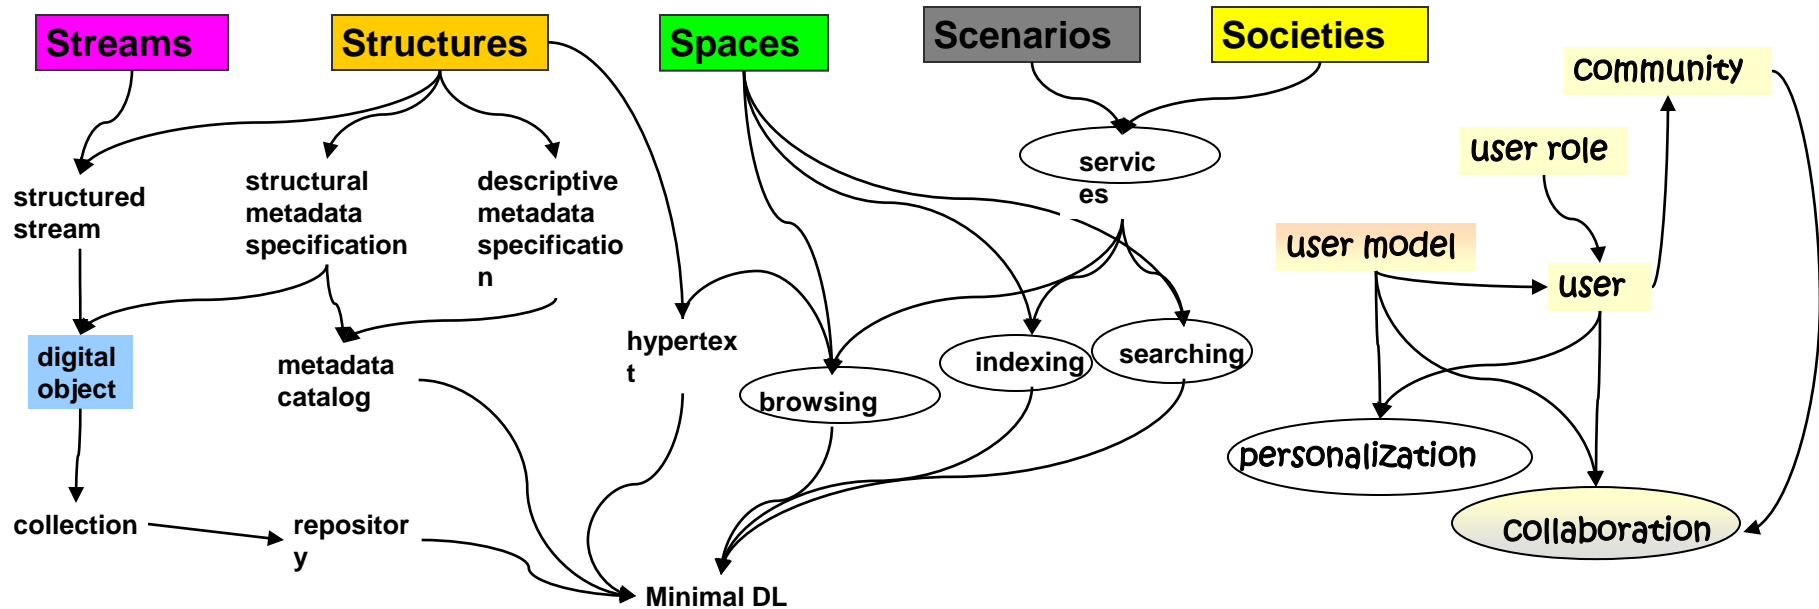 Streams
Structures
Spaces
Scenarios
Societies
community
user role
servic
es
structured
stream
structural
metadata
specification
descriptive
metadata
specificatio
n
user model
user
hypertex
t
digital
object
metadata
catalog
browsing
indexing
searching
personalization
collaboration
collection
repositor
y
Minimal DL